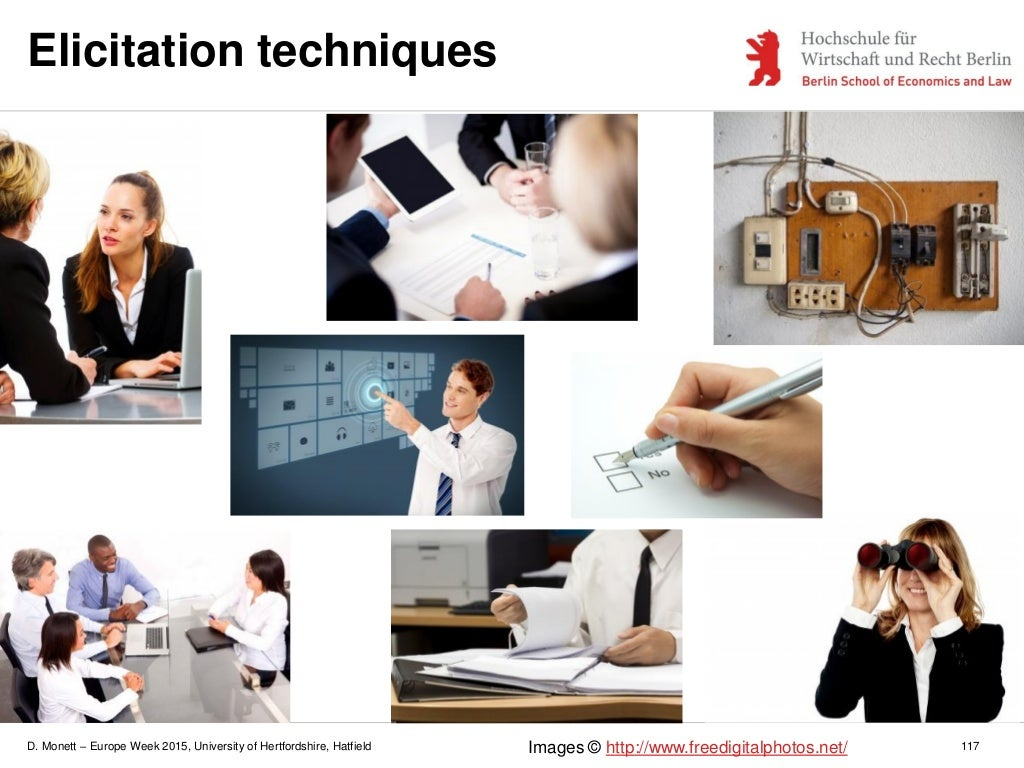 Elicitation techniques
Hochschule für
Wirtschaft und Recht Berlin
Berlin School of Economics and Law
No
D. Monett – Europe Week 2015, University of Hertfordshire, Hatfield
Images © http://www.freedigitalphotos.net/
117